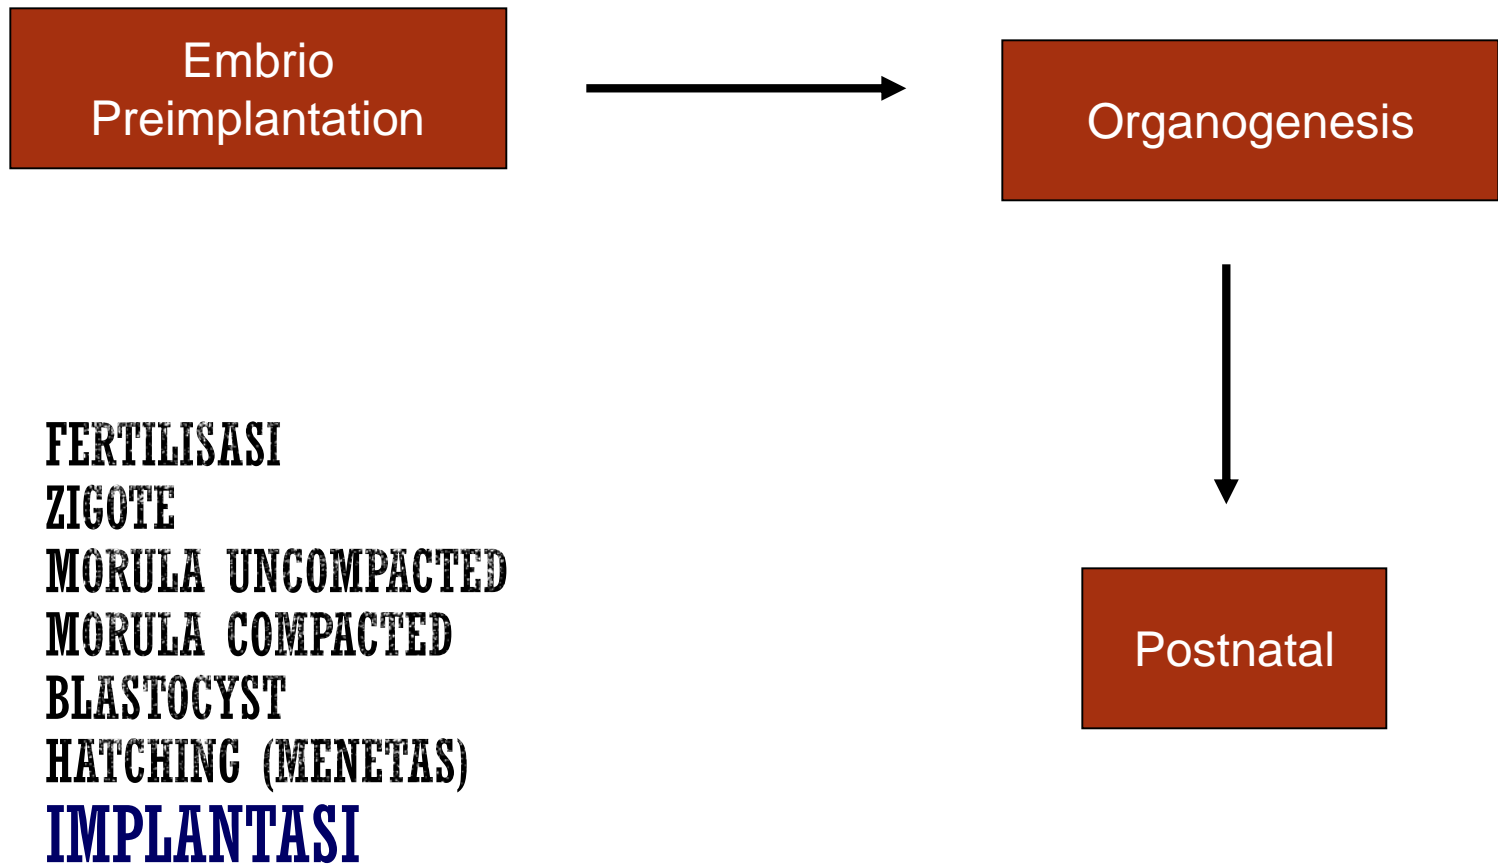 Embrio
Preimplantation
Organogenesis
FERTILISASI
ZIGOTE
MORULA UNCOMPACTED
MORULA COMPACTED
BLASTOCYST
HATCHING (MENETAS)
IMPLANTASI
Postnatal